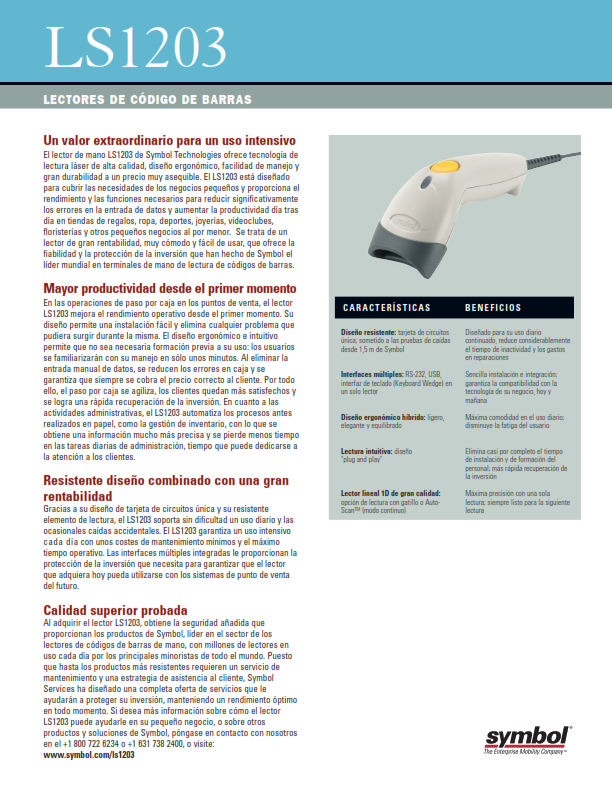 LS1203
LECTORES DE CÓDIGO DE BARRAS
Un valor extraordinario para un uso intensivo
El lector de mano LS1203 de Symbol Technologies ofrece tecnología de
lectura láser de alta calidad, diseño ergonómico, facilidad de manejo y
gran durabilidad a un precio muy asequible. El LS1203 está diseñado
para cubrir las necesidades de los negocios pequeños y proporciona el
rendimiento y las funciones necesarios para reducir significativamente
los errores en la entrada de datos y aumentar la productividad día tras
día en tiendas de regalos, ropa, deportes, joyerías, videoclubes,
floristerías y otros pequeños negocios al por menor. Se trata de un
lector de gran rentabilidad, muy cómodo y fácil de usar, que ofrece la
fiabilidad y la protección de la inversión que han hecho de Symbol el
líder mundial en terminales de mano de lectura de códigos de barras.
Mayor productividad desde el primer momento
En las operaciones de paso por caja en los puntos de venta, el lector
LS1203 mejora el rendimiento operativo desde el primer momento. Su
diseño permite una instalación fácil y elimina cualquier problema que
pudiera surgir durante la misma. El diseño ergonómico e intuitivo
permite que no sea necesaria formación previa a su uso: los usuarios
se familiarizarán con su manejo en sólo unos minutos. Al eliminar la
entrada manual de datos, se reducen los errores en caja y se
garantiza que siempre se cobra el precio correcto al cliente. Por todo
ello, el paso por caja se agiliza, los clientes quedan más satisfechos y
se logra una rápida recuperación de la inversión. En cuanto a las
actividades administrativas, el LS1203 automatiza los procesos antes
realizados en papel, como la gestión de inventario, con lo que se
obtiene una información mucho más precisa y se pierde menos tiempo
en las tareas diarias de administración, tiempo que puede dedicarse a
la atención a los clientes.
Resistente diseño combinado con una gran
rentabilidad
Gracias a su diseño de tarjeta de circuitos única y su resistente
elemento de lectura, el LS1203 soporta sin dificultad un uso diario y las
ocasionales caídas accidentales. El LS1203 garantiza un uso intensivo
cada día con unos costes de mantenimiento mínimos y el máximo
tiempo operativo. Las interfaces múltiples integradas le proporcionan la
protección de la inversión que necesita para garantizar que el lector
que adquiera hoy pueda utilizarse con los sistemas de punto de venta
del futuro.
Calidad superior probada
Al adquirir el lector LS1203, obtiene la seguridad añadida que
proporcionan los productos de Symbol, líder en el sector de los
lectores de códigos de barras de mano, con millones de lectores en
uso cada día por los principales minoristas de todo el mundo. Puesto
que hasta los productos más resistentes requieren un servicio de
mantenimiento y una estrategia de asistencia al cliente, Symbol
Services ha diseñado una completa oferta de servicios que le
ayudarán a proteger su inversión, manteniendo un rendimiento óptimo
en todo momento. Si desea más información sobre cómo el lector
LS1203 puede ayudarle en su pequeño negocio, o sobre otros
productos y soluciones de Symbol, póngase en contacto con nosotros
en el +1 800 722 6234 o +1 631 738 2400, o visite:
www.symbol.com/ls1203
CARACTERÍSTICAS BENEFICIOS
Diseño resistente: tarjeta de circuitos
única; sometido a las pruebas de caídas
desde 1,5 m de Symbol
Diseñado para su uso diario
continuado, reduce considerablemente
el tiempo de inactividad y los gastos
en reparaciones
Interfaces múltiples: RS-232, USB,
interfaz de teclado (Keyboard Wedge) en
un solo lector
Sencilla instalación e integración;
garantiza la compatibilidad con la
tecnología de su negocio, hoy y
mañana
Diseño ergonómico híbrido: ligero,
elegante y equilibrado
Máxima comodidad en el uso diario;
disminuye la fatiga del usuario
Lectura intuitiva: diseño
"plug and play"
Elimina casi por completo el tiempo
de instalación y de formación del
personal; más rápida recuperación de
la inversión
Lector lineal 1D de gran calidad:
opción de lectura con gatillo o Auto-
Scan™ (modo continuo)
Máxima precisión con una sola
lectura; siempre listo para la siguiente
lectura
symbol®
The Enterprise Mobility Company™